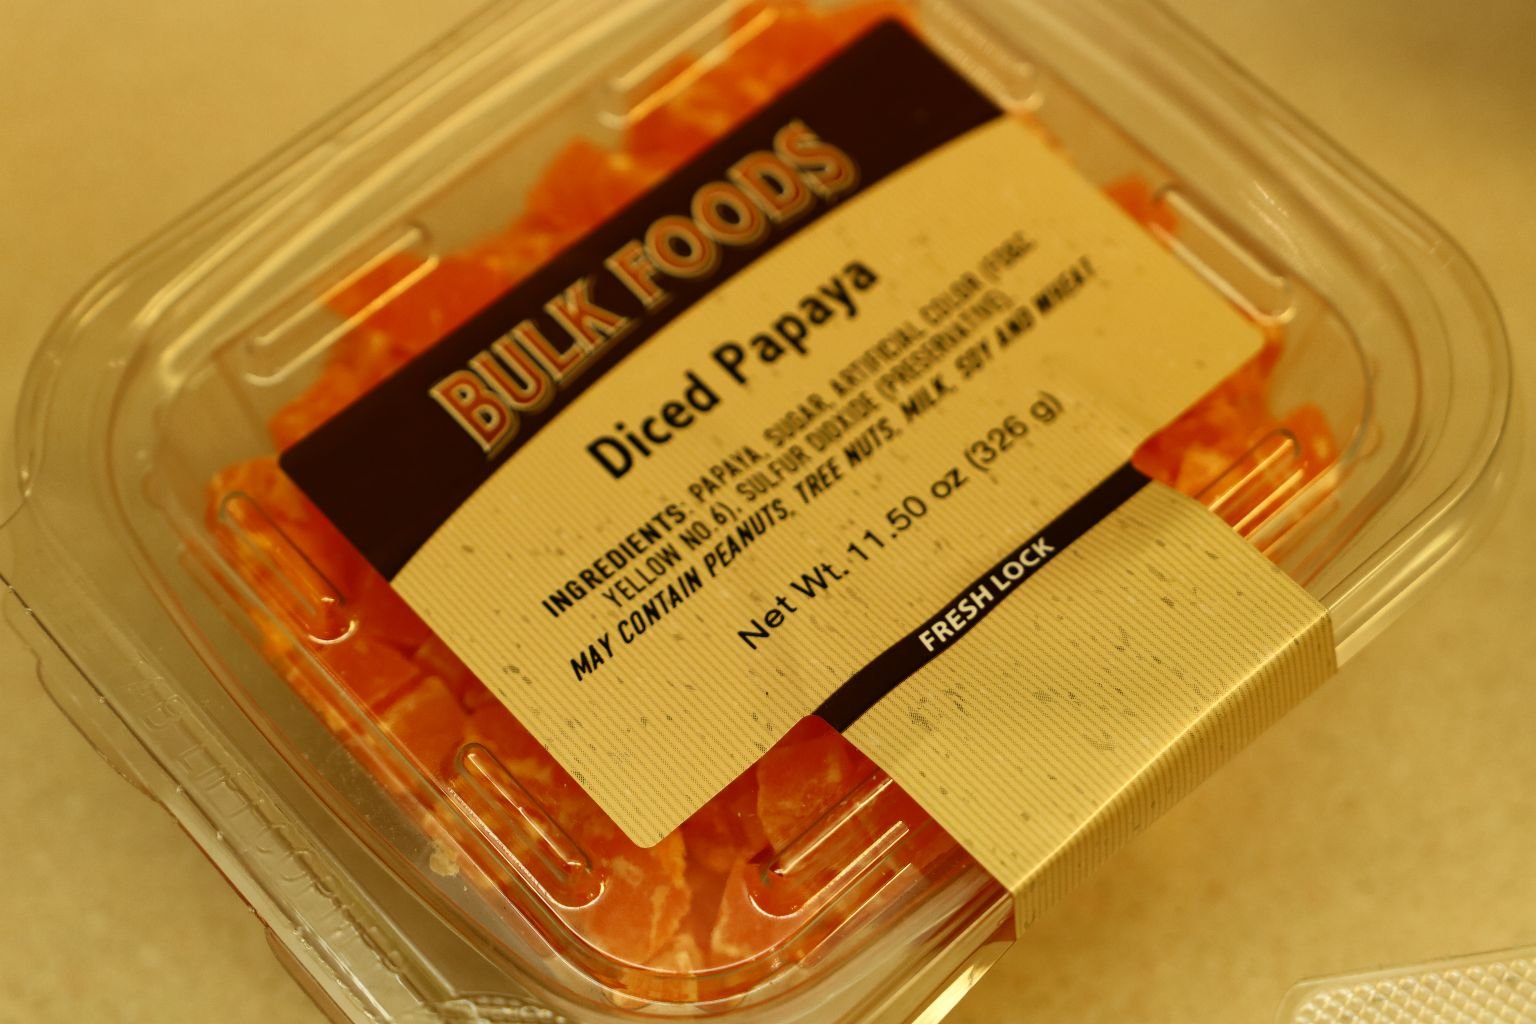 BULK FOODS
Diced Papaya
INGREDIENTS: PAPAYA, SUGAR, ARTIFICIAL COLOR (FD&C
YELLOW NO.6), SULFUR DIOXIDE (PRESERVATIVE).
MAY CONTAIN PEANUTS, TREE NUTS, MILK, SOY AND WHEAT
Net Wt. 11.50 oz (326 g)
FRESH LOCK